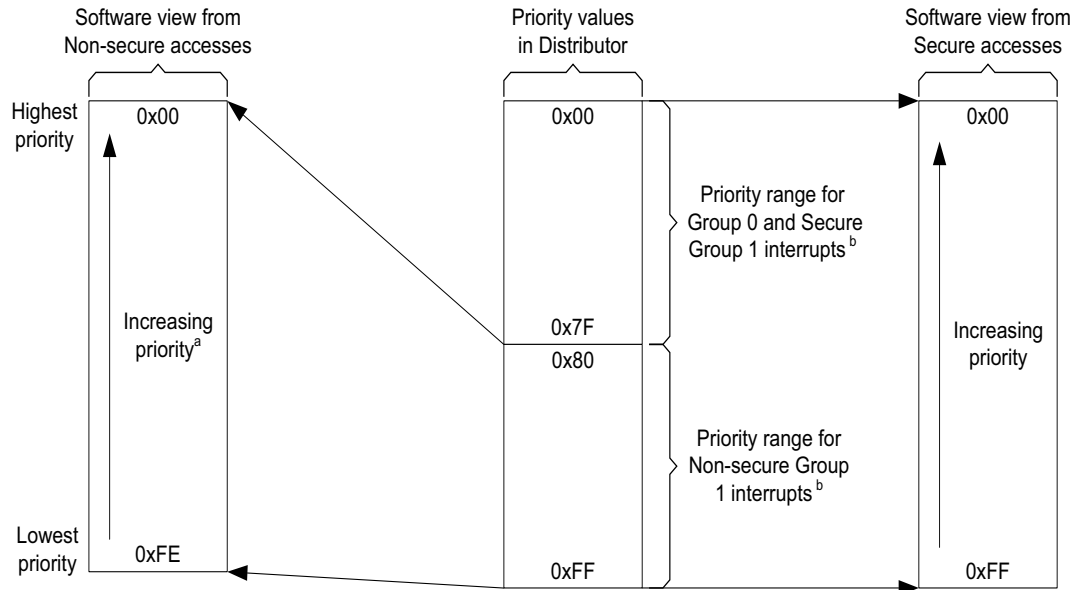 Software view from
Non-secure accesses
Priority values
in Distributor
Software view from
Secure accesses
Highest
priority
0x00
0x00
0x00
Priority range for
Group 0 and Secure
Group 1 interrupts b
Increasing
priority a
0x7F
0x80
Increasing
priority
Priority range for
Non-secure Group
1 interrupts b
Lowest
priority
0xFE
0xFF
0xFF